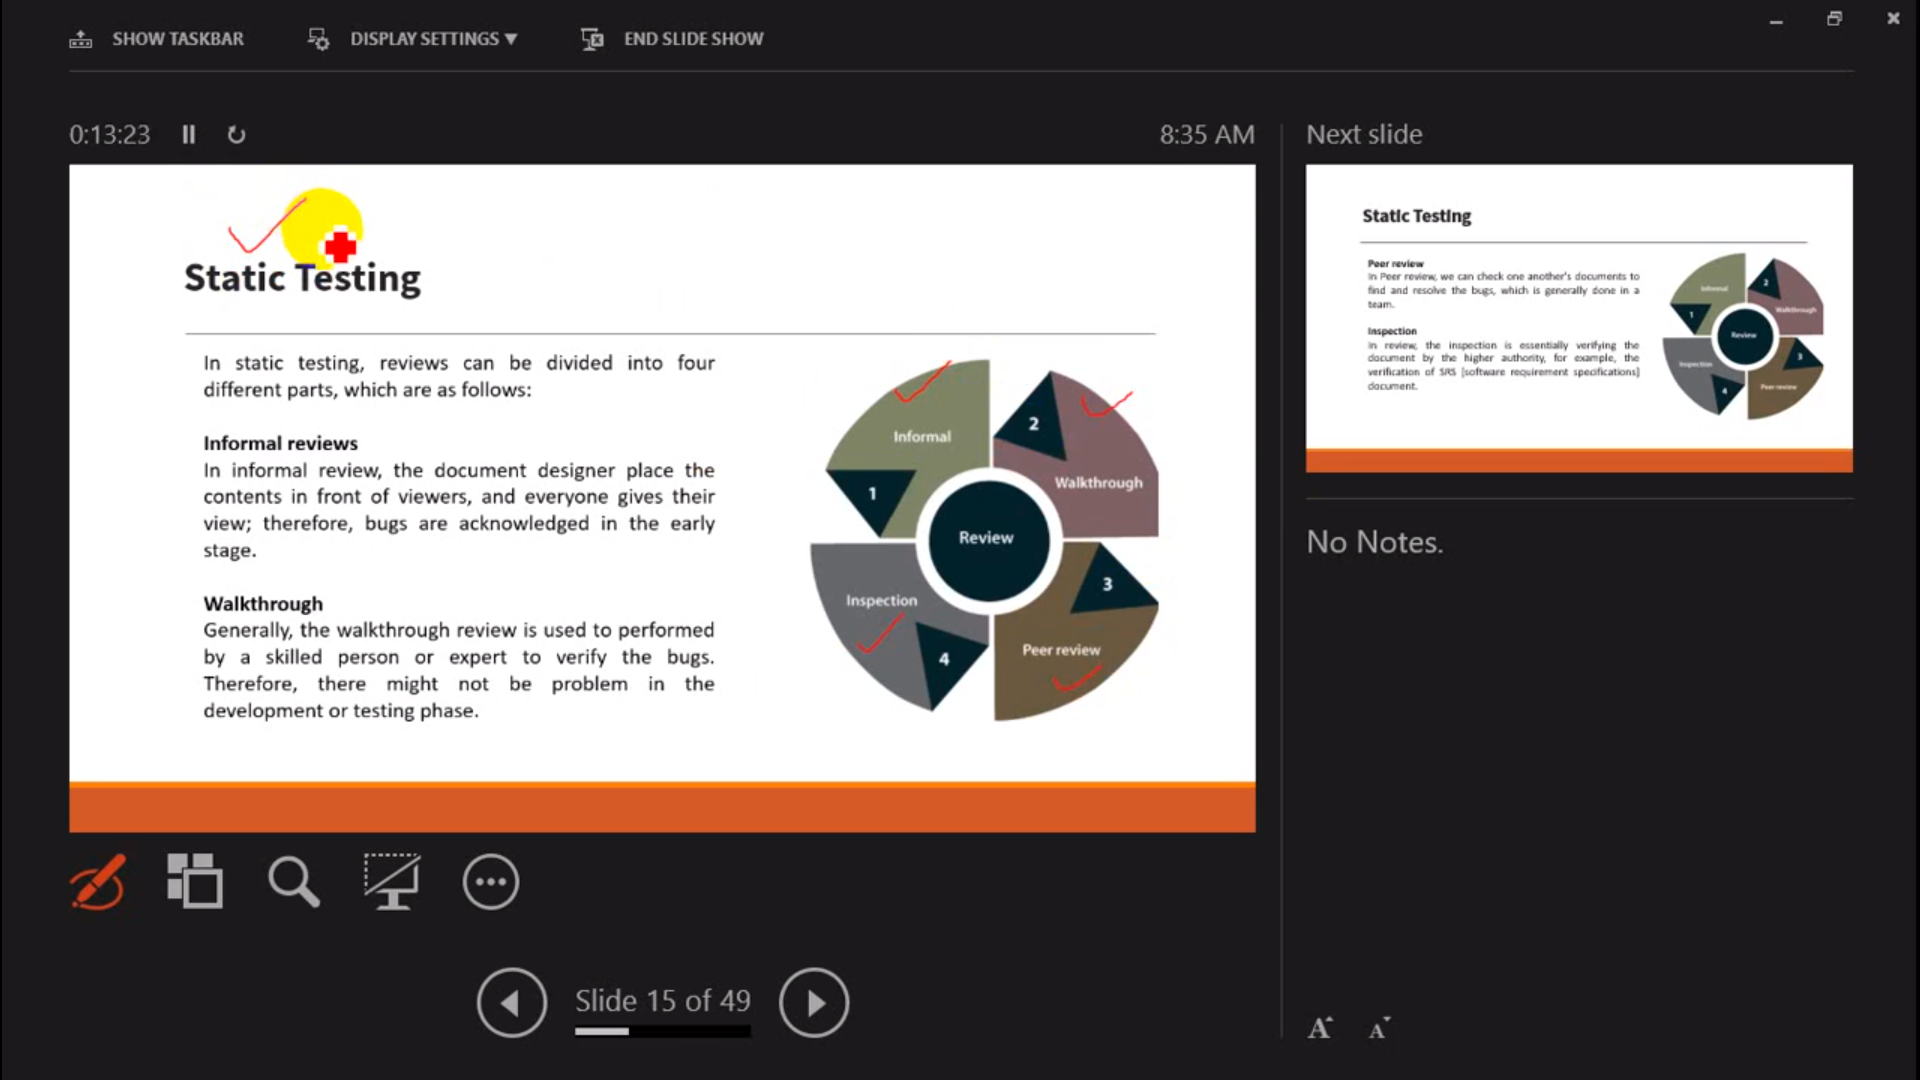 SHOW TASKBAR
DISPLAY SETTINGS ▼
END SLIDE SHOW
0:13:23
8:35 AM
Next slide
Static Testing
In static testing, reviews can be divided into four
different parts, which are as follows:
Informal reviews
In informal review, the document designer place the
contents in front of viewers, and everyone gives their
view; therefore, bugs are acknowledged in the early
stage.
Walkthrough
Generally, the walkthrough review is used to performed
by a skilled person or expert to verify the bugs.
Therefore, there might not be problem in the
development or testing phase.
Informal
1
2
Walkthrough
Review
Inspection
4
3
Peer review
Static Testing
Peer review
In Peer review, we can check one another's documents to
find and resolve the bugs, which is generally done in a
team.
Inspection
In review, the inspection is essentially verifying the
document by the higher authority, for example, the
verification of SRS [software requirement specifications]
document.
Informal
1
2
Walkthrough
Review
Inspection
4
3
Peer review
No Notes.
Slide 15 of 49
A A